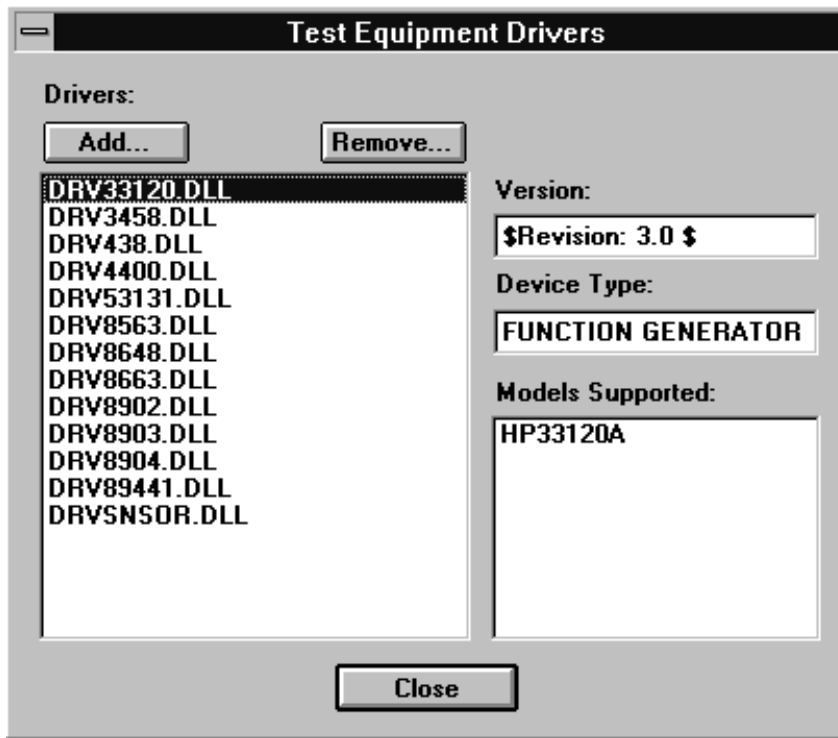 Test Equipment Drivers
Drivers:
Add...
Remove...
DRV33120.DLL
DRV3458.DLL
DRV438.DLL
DRV4400.DLL
DRV53131.DLL
DRV8563.DLL
DRV8648.DLL
DRV8663.DLL
DRV8902.DLL
DRV8903.DLL
DRV8904.DLL
DRV89441.DLL
DRVSNSOR.DLL
Version:
$Revision: 3.0 $
Device Type:
FUNCTION GENERATOR
Models Supported:
HP33120A
Close